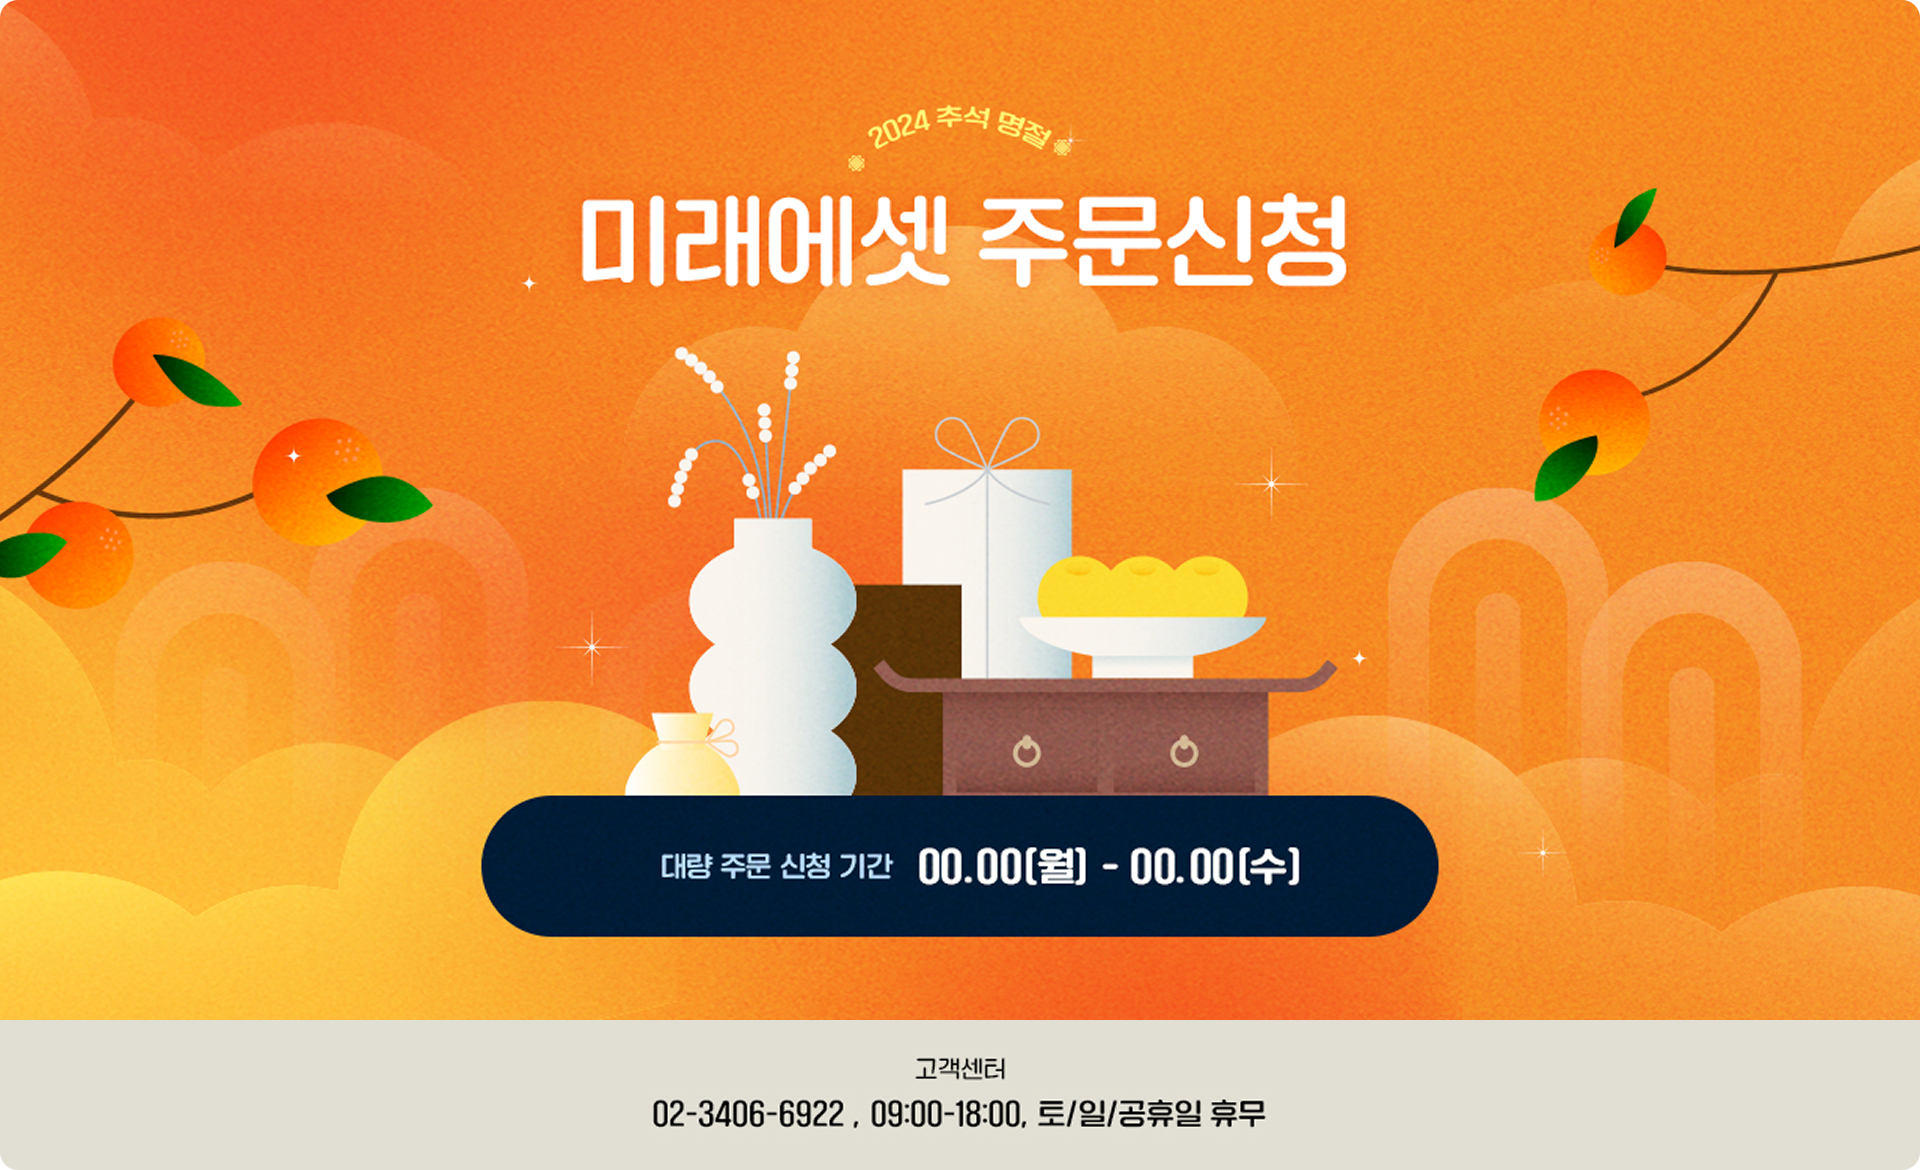 2024 추석 명절
미래에셋 주문신청
대량 주문 신청 기간 00.00(월) - 00.00(수)
고객센터
02-3406-6922 , 09:00-18:00, 토/일/공휴일 휴무